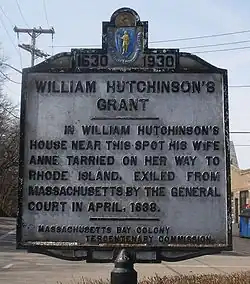 1630 1930
WILLIAM HUTCHINSON'S
GRANT
IN WILLIAM HUTCHINSON'S
HOUSE NEAR THIS SPOT HIS WIFE
ANNE TARRIED ON HER WAY TO
RHODE ISLAND, EXILED FROM
MASSACHUSETTS BY THE GENERAL
COURT IN APRIL, 1638.
MASSACHUSETTS BAY COLONY
TERCENTENARY COMMISSION.